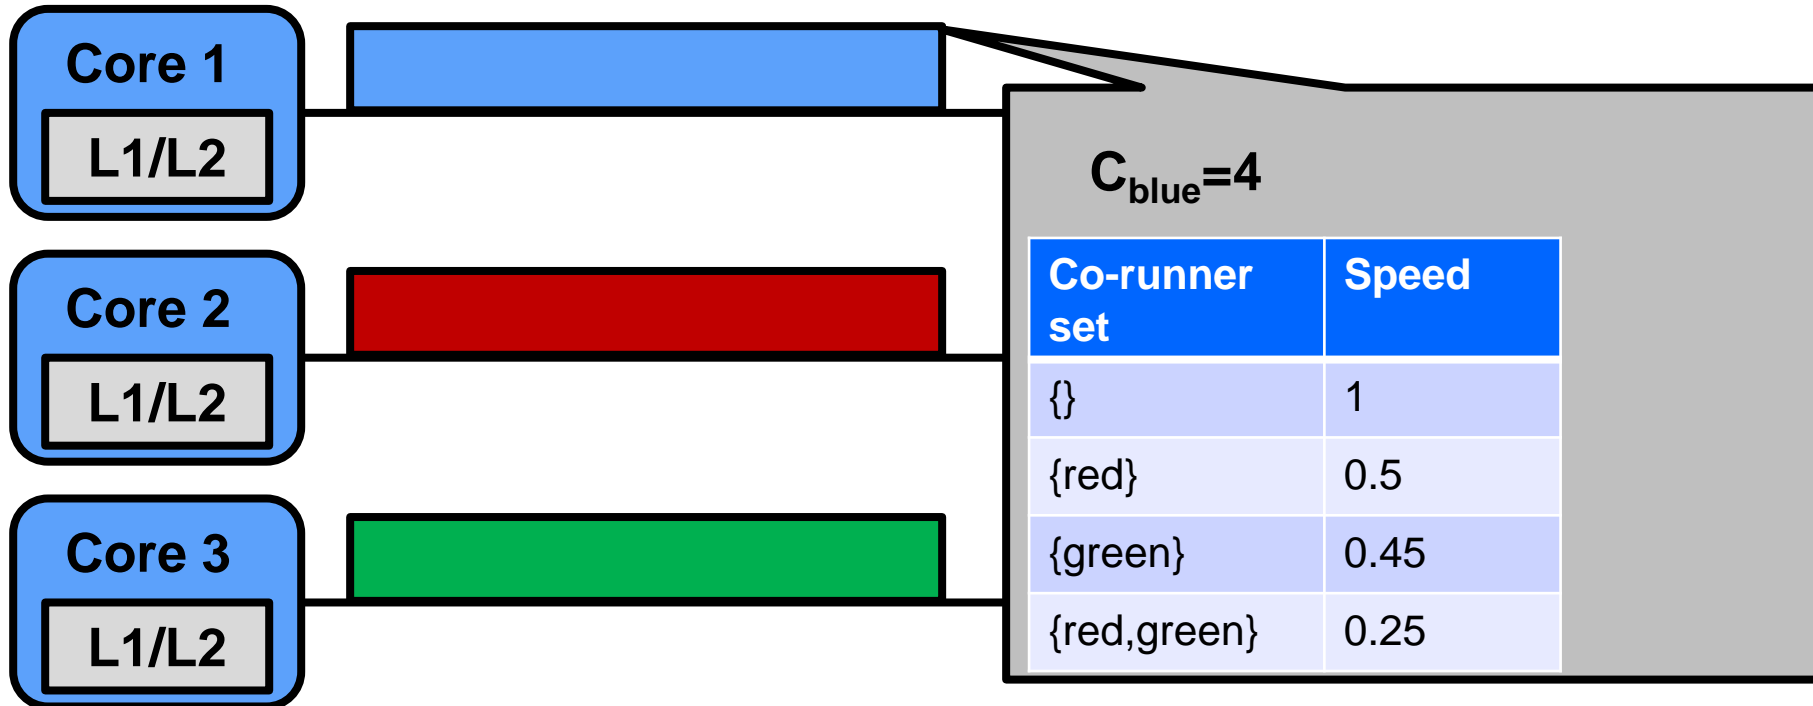 Core 1
L1/L2
Core 2
L1/L2
Core 3
L1/L2
C_blue=4
Co-runner set
Speed
{}
1
{red}
0.5
{green}
0.45
{red,green}
0.25